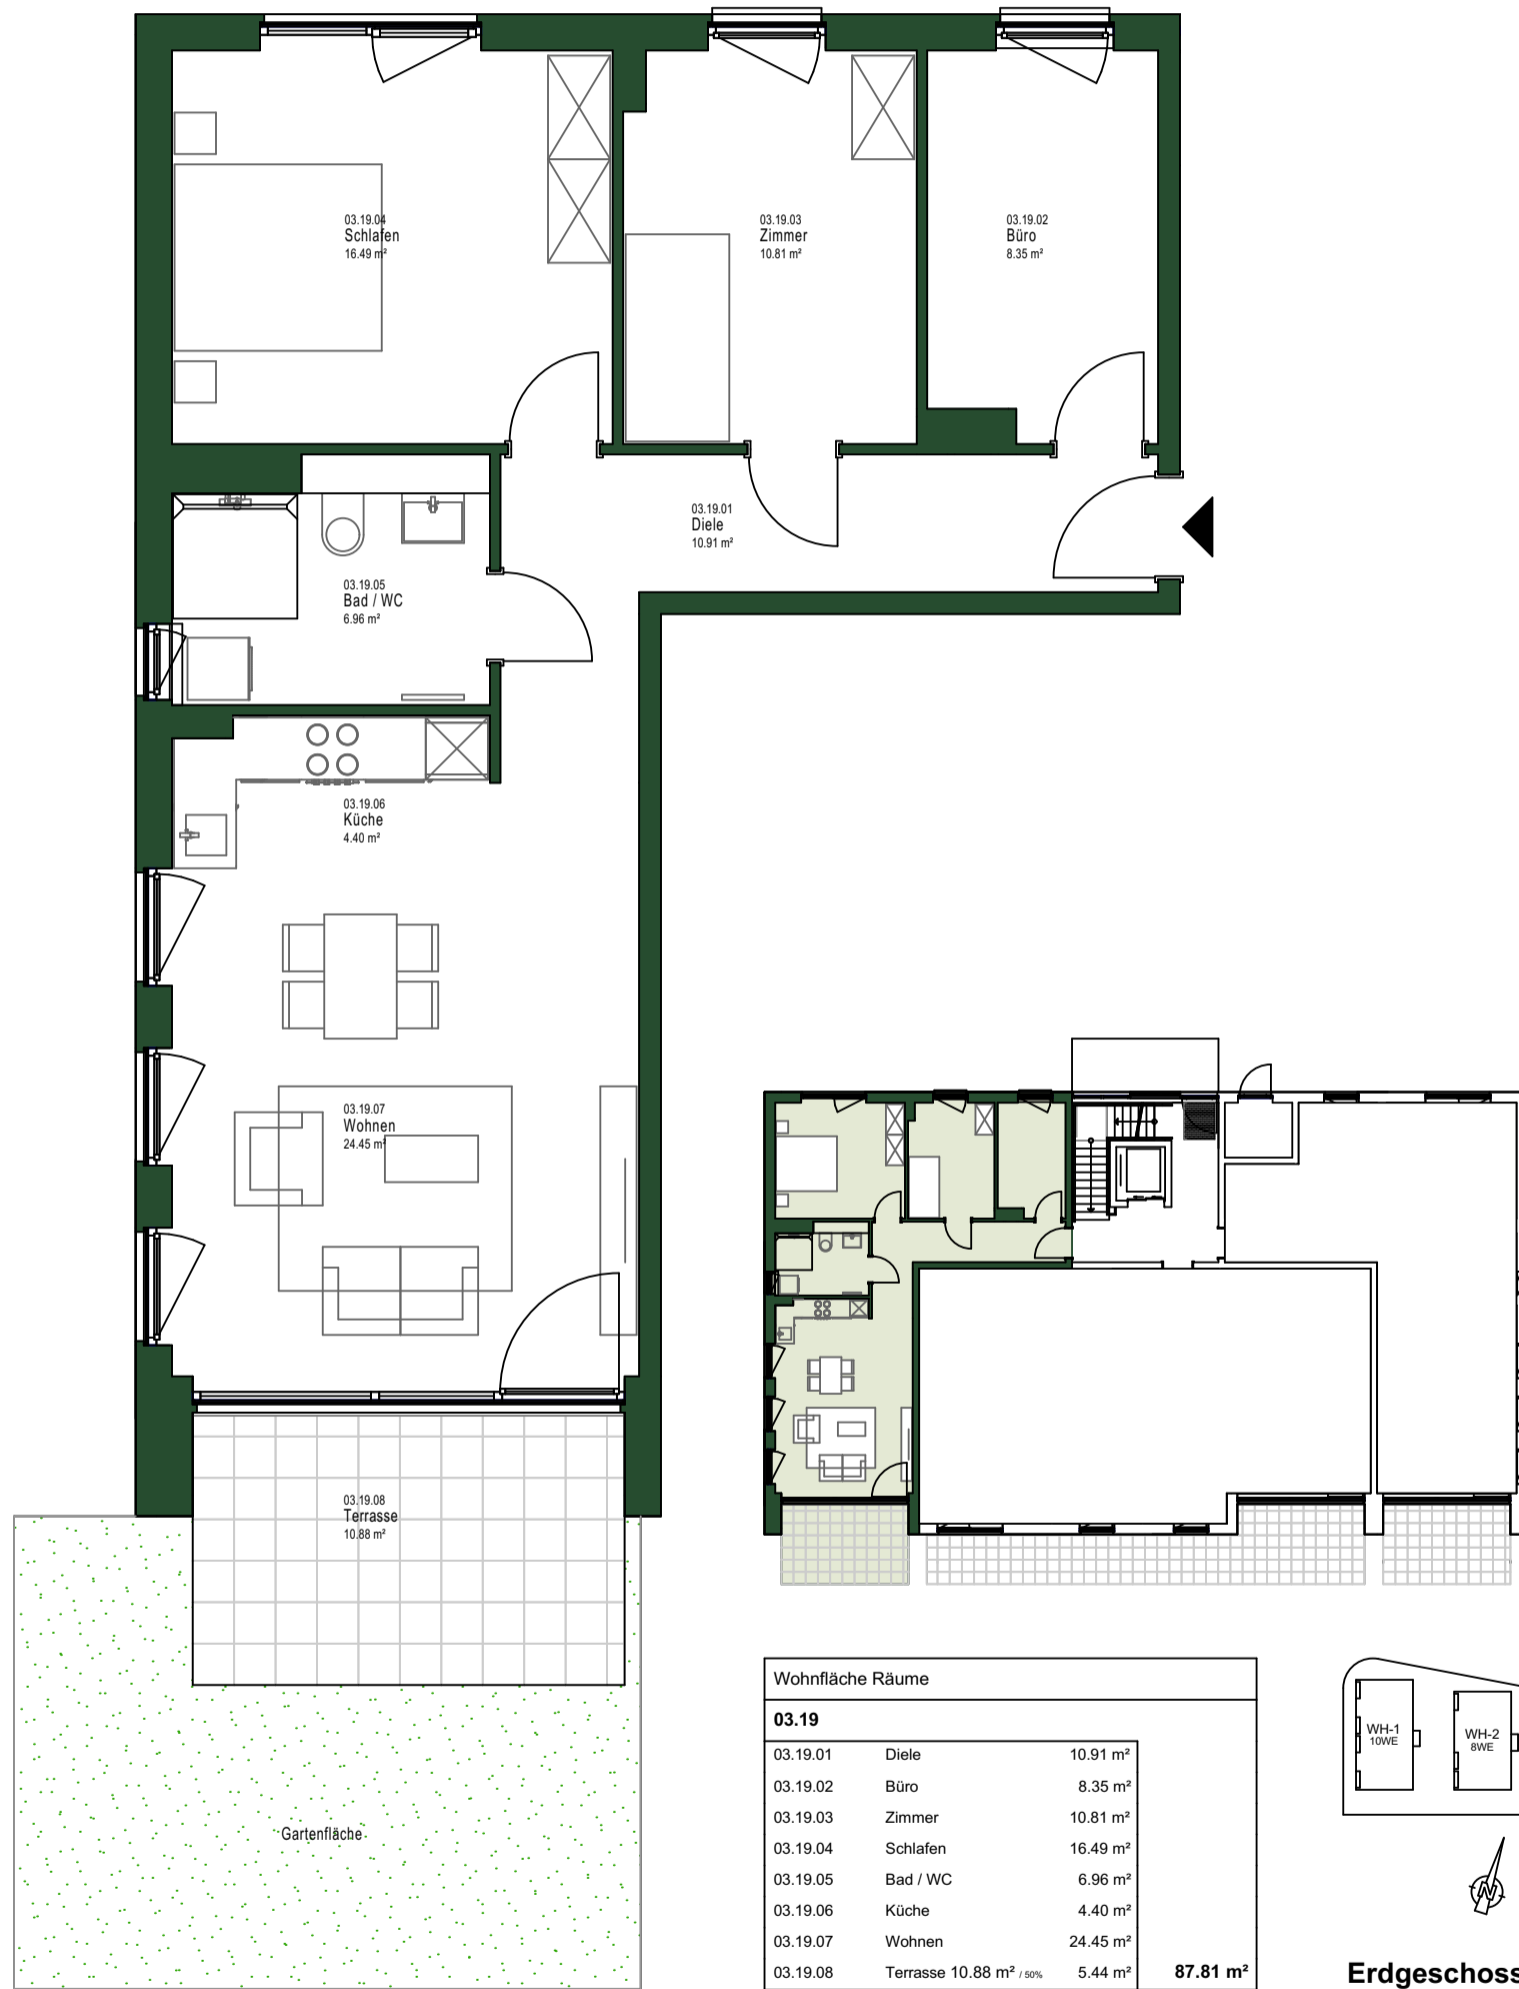 03.19.04
Schlafen
16.49 m²
03.19.03
Zimmer
10.81 m²
03.19.02
Büro
8.35 m²
03.19.01
Diele
10.91 m²
03.19.05
Bad / WC
6.96 m²
03.19.06
Küche
4.40 m²
03.19.07
Wohnen
24.45 m²
03.19.08
Terrasse
10.88 m²
Gartenfläche
Wohnfläche Räume
03.19
03.19.01 Diele 10.91 m²
03.19.02 Büro 8.35 m²
03.19.03 Zimmer 10.81 m²
03.19.04 Schlafen 16.49 m²
03.19.05 Bad / WC 6.96 m²
03.19.06 Küche 4.40 m²
03.19.07 Wohnen 24.45 m²
03.19.08 Terrasse 10.88 m² / 50% 5.44 m² 87.81 m²
WH-1
10WE
WH-2
8WE
N
Erdgeschoss